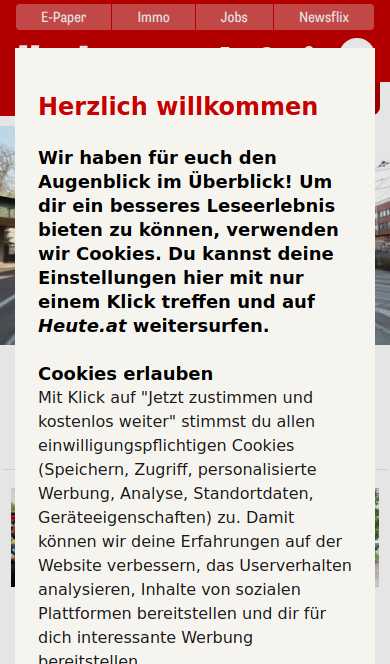 E-Paper Immo Jobs Newsflix
Herzlich willkommen
Wir haben für euch den
Augenblick im Überblick! Um
dir ein besseres Leseerlebnis
bieten zu können, verwenden
wir Cookies. Du kannst deine
Einstellungen hier mit nur
einem Klick treffen und auf
Heute.at weitersurfen.
Cookies erlauben
Mit Klick auf "Jetzt zustimmen und
kostenlos weiter" stimmst du allen
einwilligungspflichtigen Cookies
(Speichern, Zugriff, personalisierte
Werbung, Analyse, Standortdaten,
Geräteeigenschaften) zu. Damit
können wir deine Erfahrungen auf der
Website verbessern, das Userverhalten
analysieren, Inhalte von sozialen
Plattformen bereitstellen und dir für
dich interessante Werbung
bereitstellen